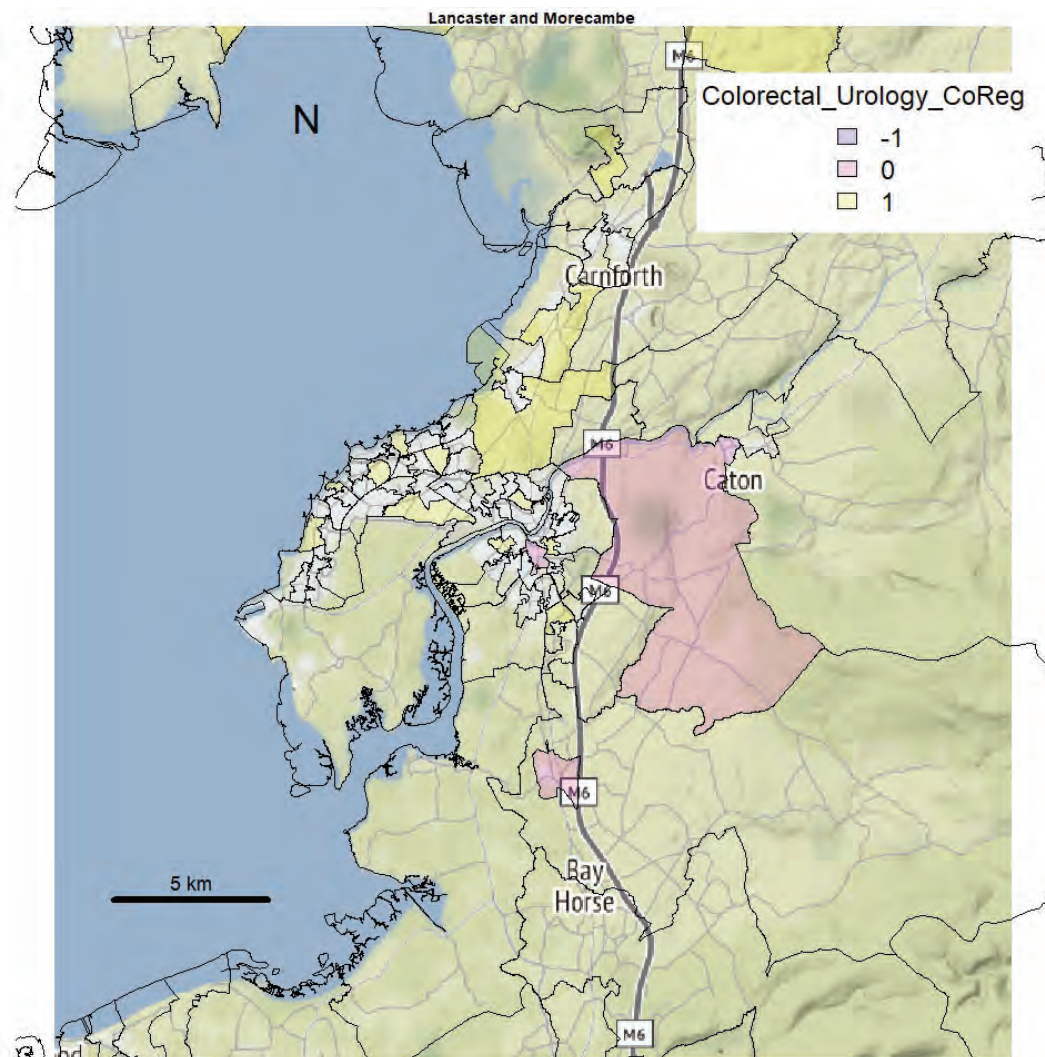 Lancaster and Morecambe
M6
N
Colorectal_Urology_CoReg
-1
0
1
Carnforth
M6
Caton
M6
M6
5 km
Bay
Horse
M6